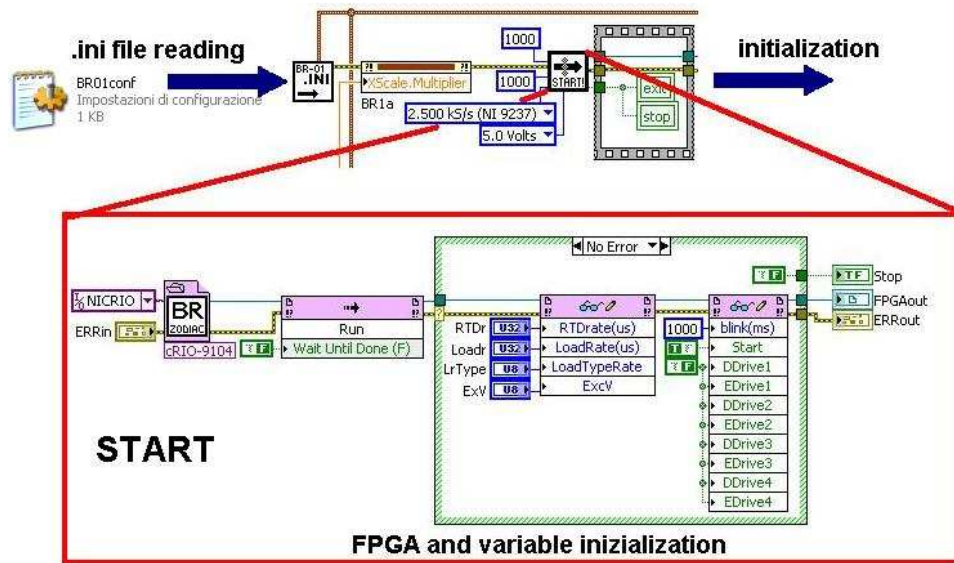 .ini file reading
BR01conf
Impostazioni di configurazione
1 KB
BR-01
.INI
XScale.Multiplier
BR1a
1000
1000
START!
2.500 kS/s (NI 9237)
5.0 Volts
exit
stop
initialization
No Error
NICRIO
ERRin
BR
ZODIAC
cRIO-9104
Run
Wait Until Done (F)
F
RTDr
Loadr
LrType
ExV
U32
U32
U8
U8
RTDrate(us)
LoadRate(us)
LoadTypeRate
ExcV
1000
T
F
blink(ms)
Start
DDrive1
EDrive1
DDrive2
EDrive2
DDrive3
EDrive3
DDrive4
EDrive4
F
TF
Stop
FPGAout
ERRout
START
FPGA and variable inizialization